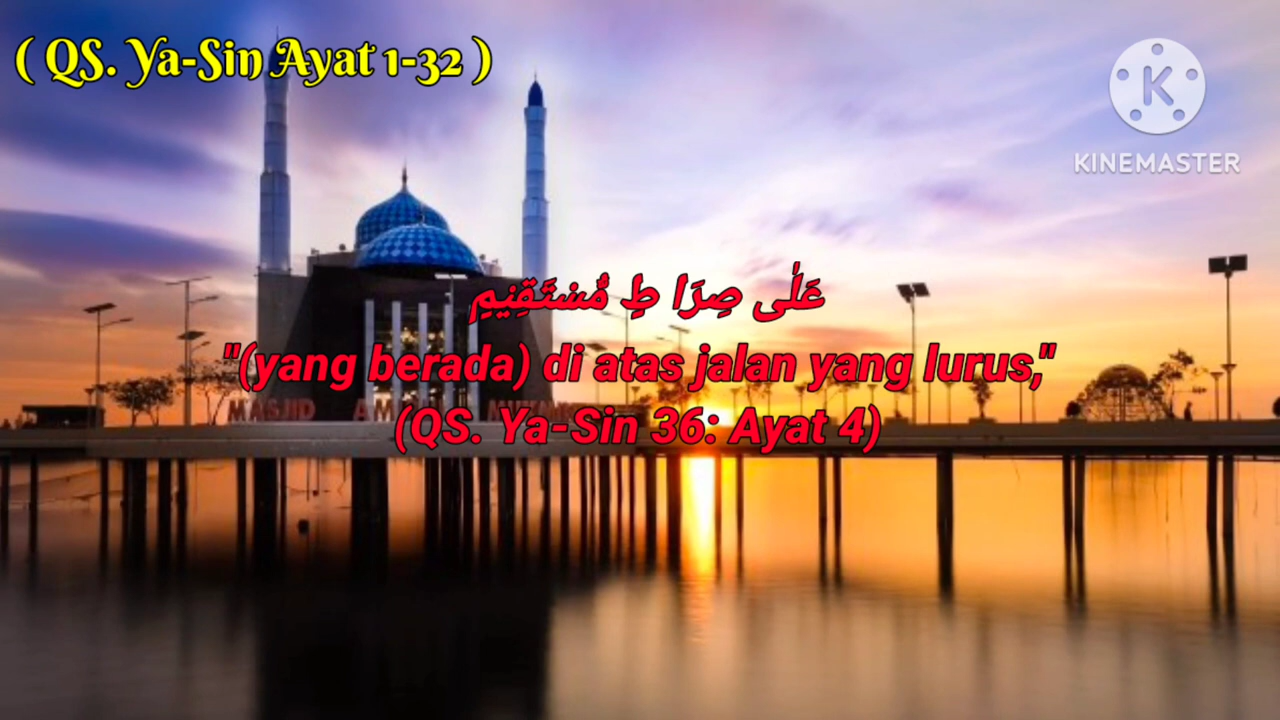 ( QS. Ya-Sin Ayat 1-32 )
K
KINEMASTER
عَلٰى صِرَا طٍ مُّسْتَقِيْمٍ
"(yang berada) di atas jalan yang lurus,"
MASJID
(QS. Ya-Sin 36: Ayat 4)